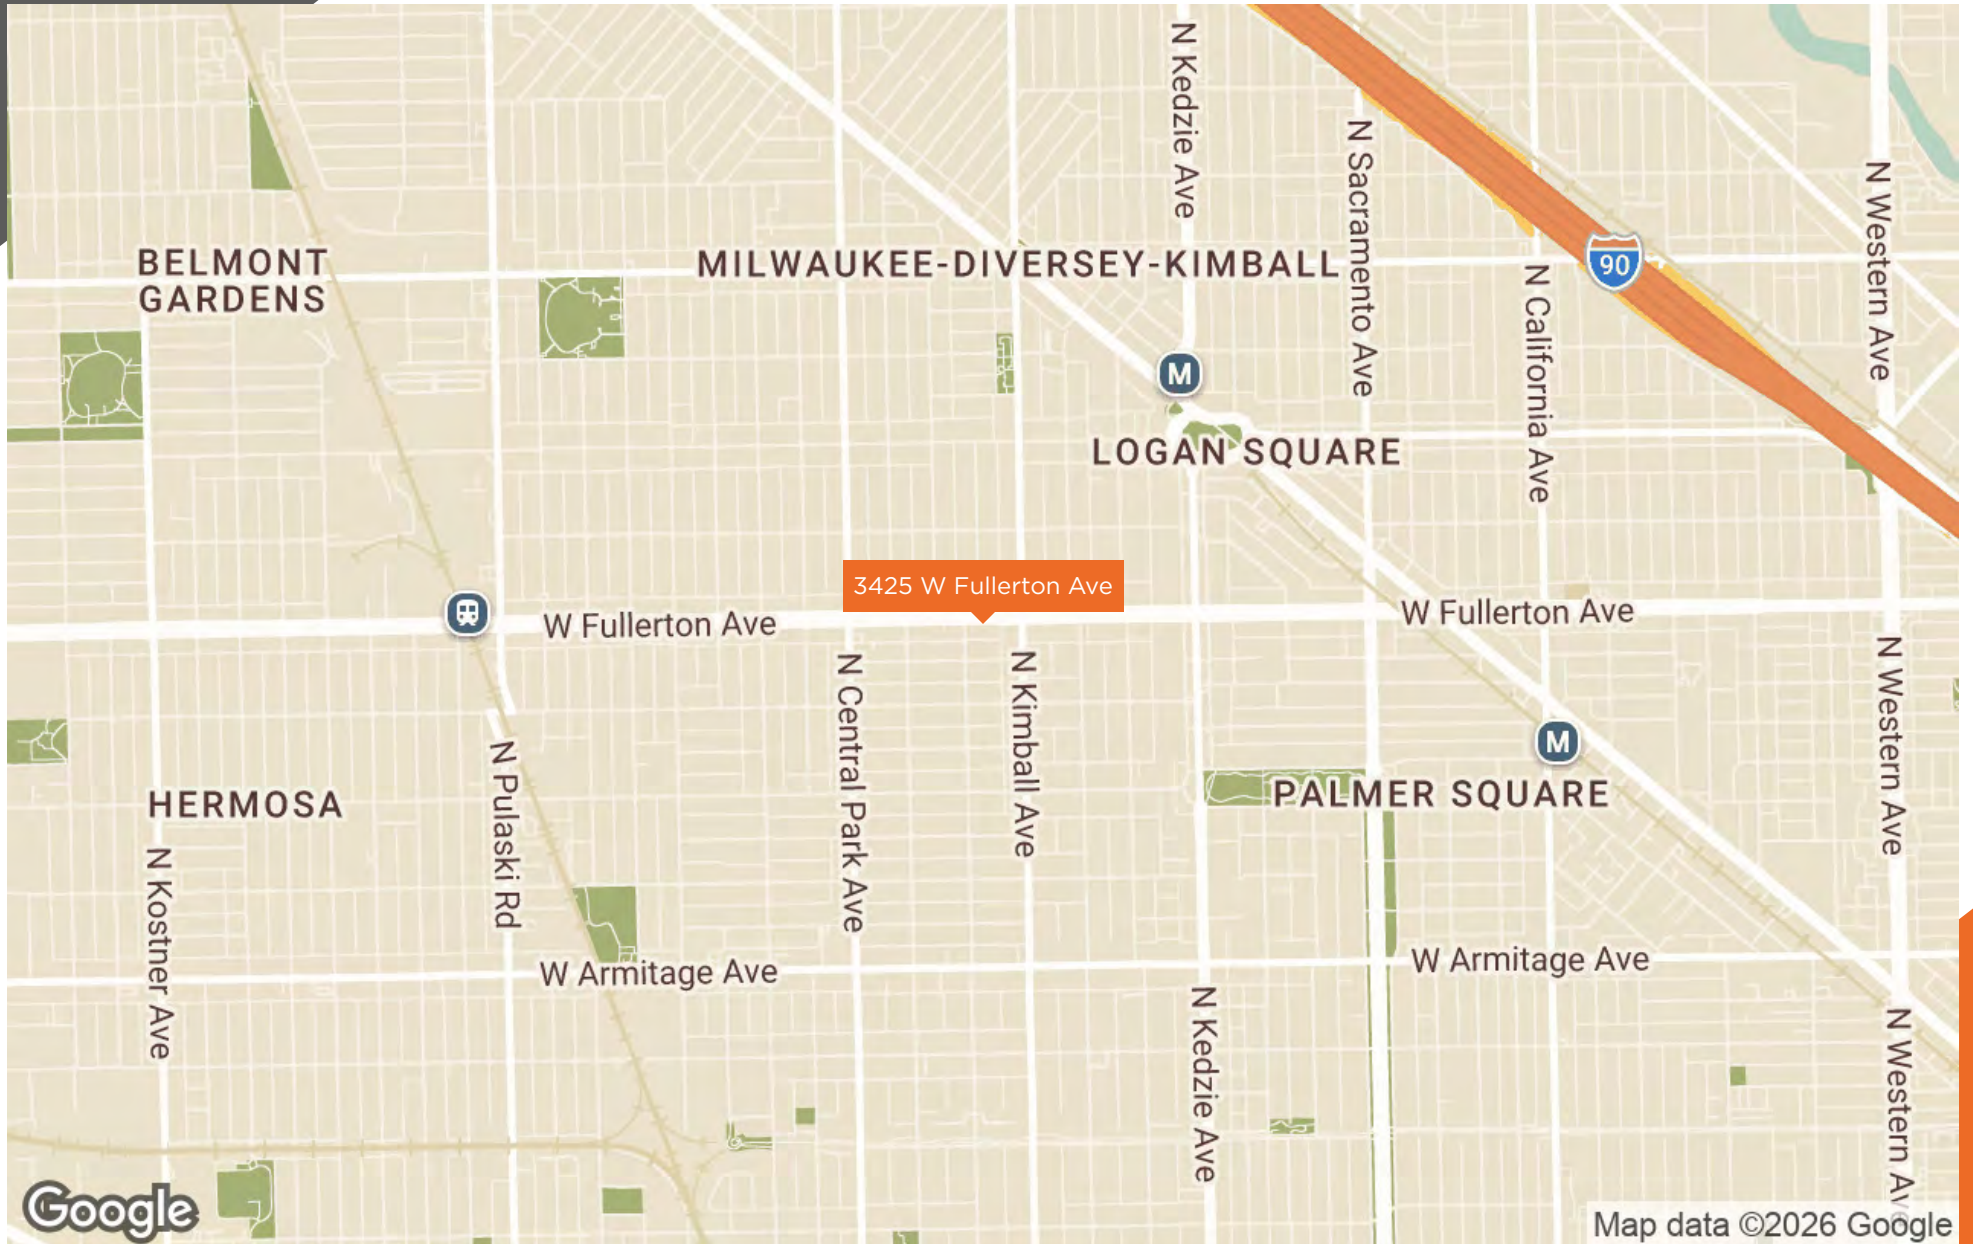 N Kedzie Ave
N Sacramento Ave
N Western Ave
BELMONT
GARDENS
MILWAUKEE-DIVERSEY-KIMBALL
90
N California Ave
M
LOGAN SQUARE
3425 W Fullerton Ave
W Fullerton Ave
W Fullerton Ave
N Central Park Ave
N Kimball Ave
N Western Ave
M
N Pulaski Rd
HERMOSA
PALMER SQUARE
N Kostner Ave
W Armitage Ave
W Armitage Ave
N Kedzie Ave
N Western Ave
Google
Map data ©2026 Google